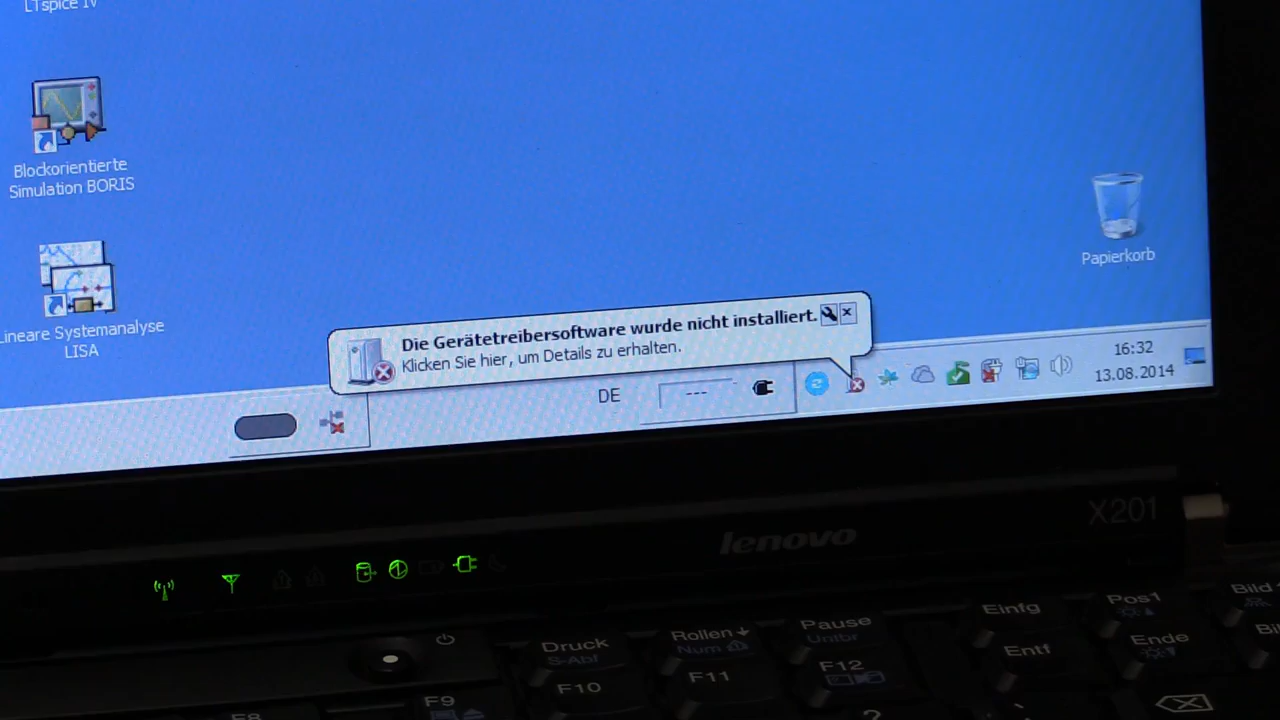 LTspice IV
Blockorientierte
Simulation BORIS
Lineare Systemanalyse
LISA
Papierkorb
Die Gerätetreibersoftware wurde nicht installiert.
Klicken Sie hier, um Details zu erhalten.
DE
---
16:32
13.08.2014
lenovo
X201
Druck
S-Abf
Rollen
Num
Pause
Untbr
Einfg
Pos1
Bild
Entf
Ende
F8
F9
F10
F11
F12
?